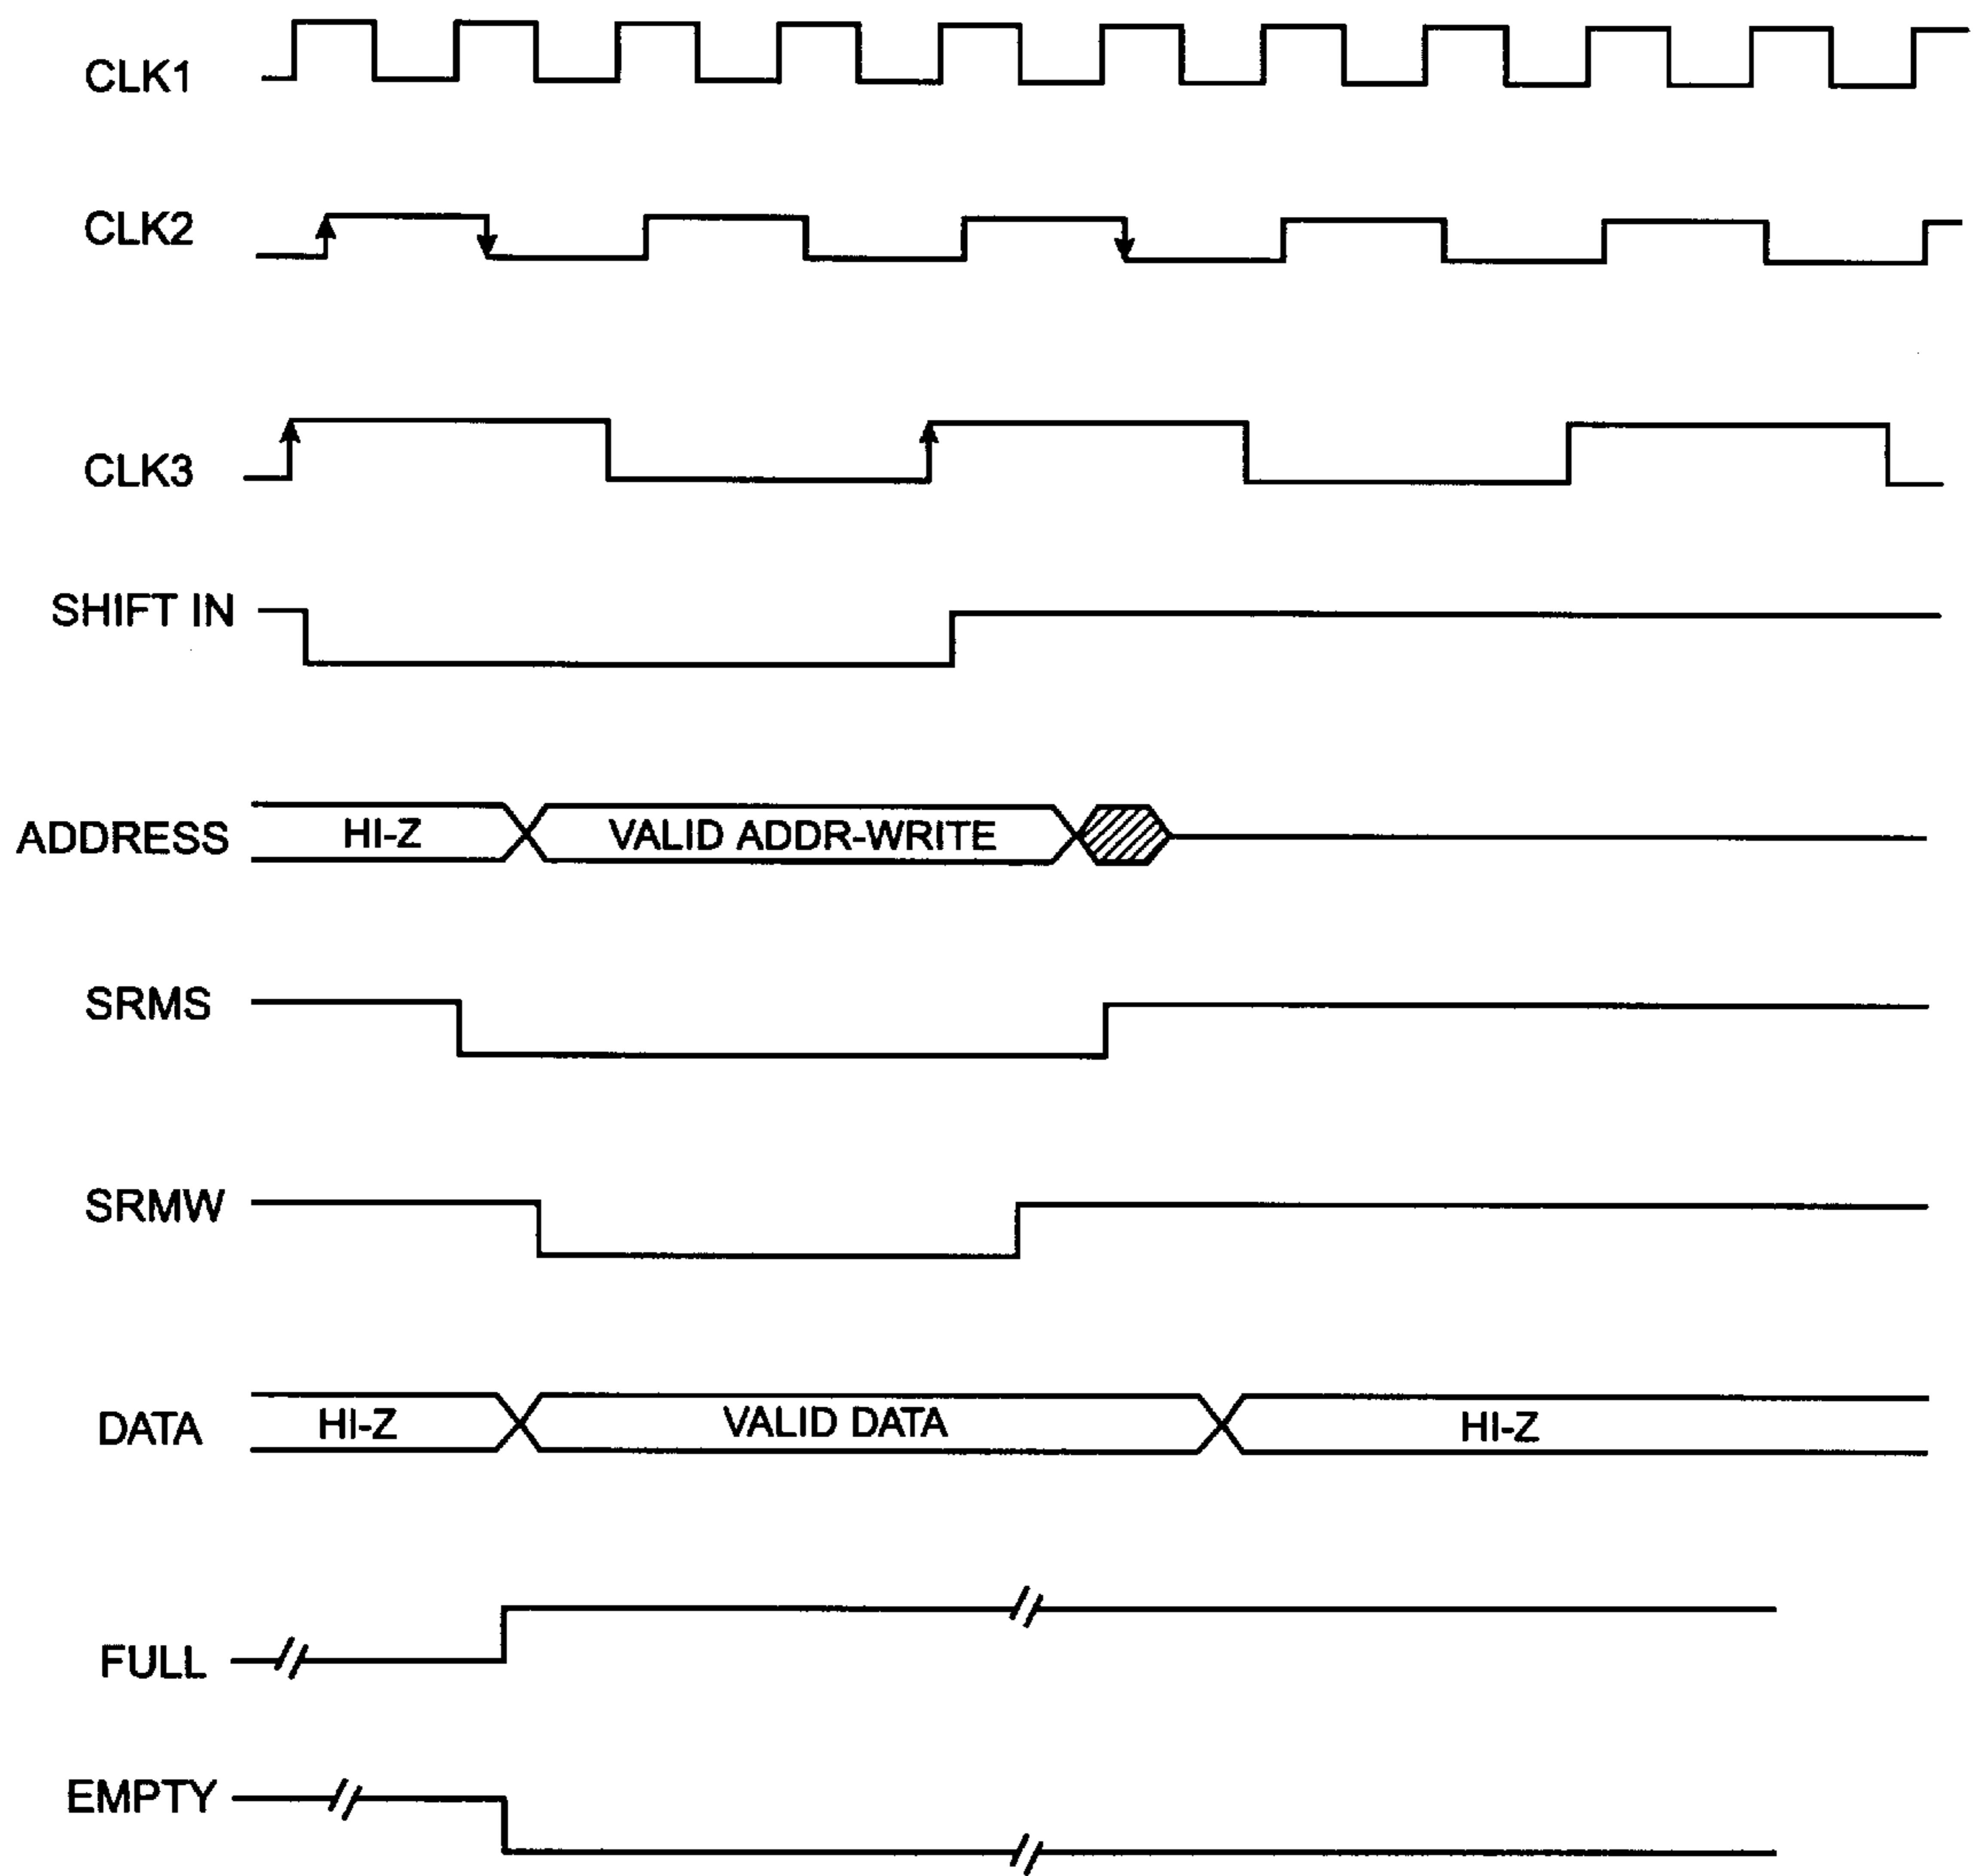 CLK1
CLK2
CLK3
SHIFT IN
ADDRESS HI-Z VALID ADDR-WRITE
SRMS
SRMW
DATA HI-Z VALID DATA HI-Z
FULL
EMPTY